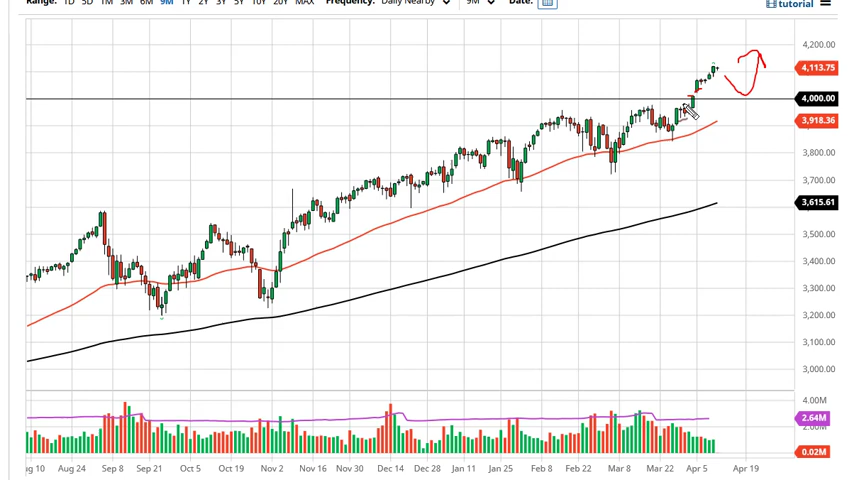 Range: 1D 5D 1M 3M 6M 9M 1Y 2Y 3Y 5Y 10Y 20Y MAX Frequency: Daily Nearby 9M Date:
tutorial
4,200.00
4,113.75
4,000.00
3,918.36
3,800.00
3,700.00
3,615.61
3,500.00
3,400.00
3,300.00
3,200.00
3,100.00
3,000.00
4.00M
2.64M
2.00M
0.02M
ug 10 Aug 24 Sep 8 Sep 21 Oct 5 Oct 19 Nov 2 Nov 16 Nov 30 Dec 14 Dec 28 Jan 11 Jan 25 Feb 8 Feb 22 Mar 8 Mar 22 Apr 5 Apr 19